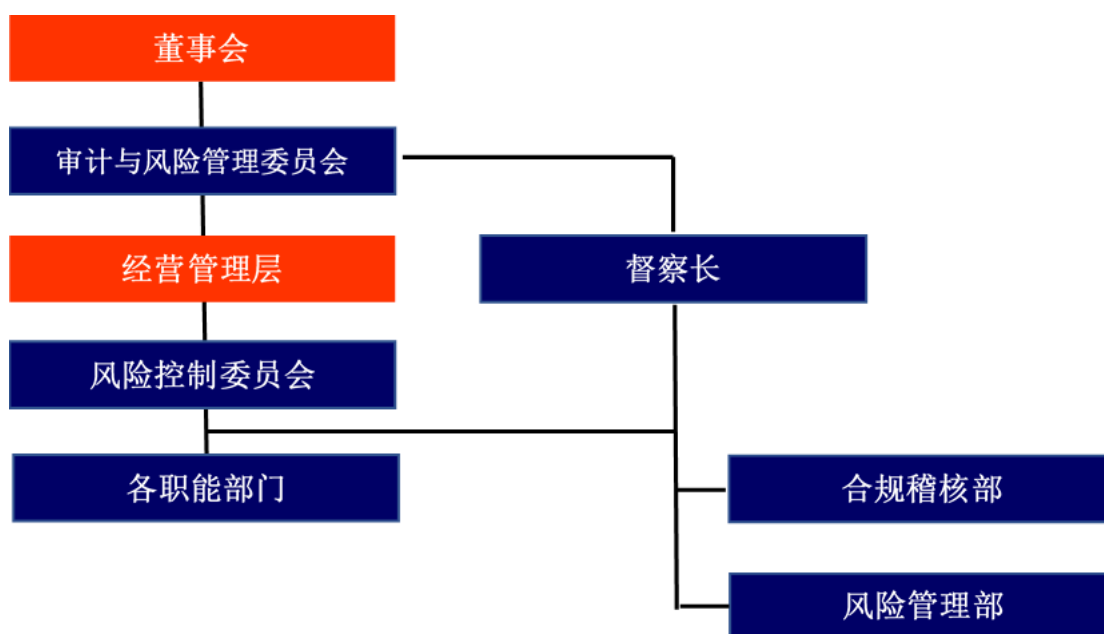 董事会
审计与风险管理委员会
经营管理层
督察长
风险控制委员会
各职能部门
合规稽核部
风险管理部